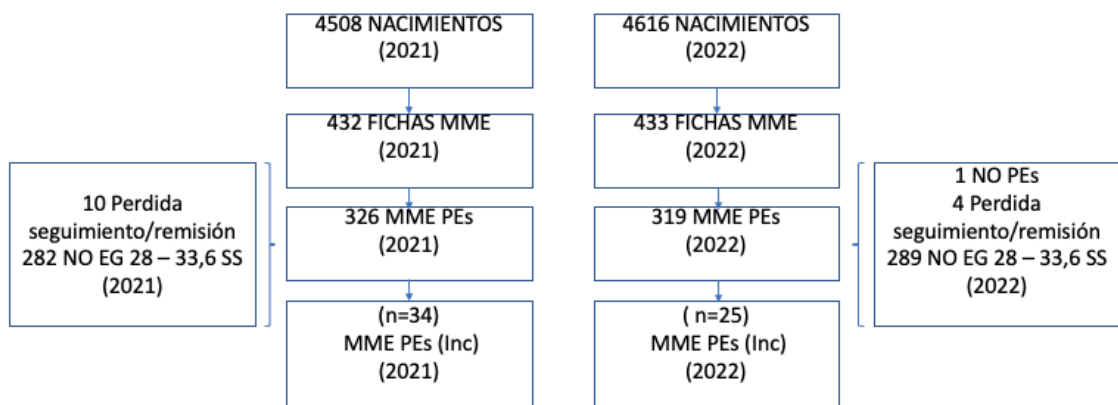 4508 NACIMIENTOS
(2021)
4616 NACIMIENTOS
(2022)
432 FICHAS MME
(2021)
433 FICHAS MME
(2022)
10 Perdida
seguimiento/remisión
282 NO EG 28 – 33,6 SS
(2021)
326 MME PEs
(2021)
319 MME PEs
(2022)
1 NO PEs
4 Perdida
seguimiento/remisión
289 NO EG 28 – 33,6 SS
(2022)
(n=34)
MME PEs (Inc)
(2021)
( n=25)
MME PEs (Inc)
(2022)